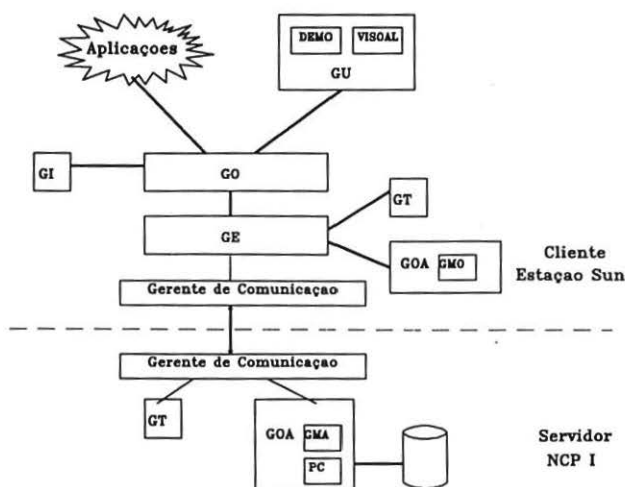 Aplicaçoes
DEMO VISOAL
GU
GI
GO
GT
GE
GOA GMO
Cliente
Estaçao Sun
Gerente de Comunicaçao
Gerente de Comunicação
GT
GOA GMA
PC
Servidor
NCP I